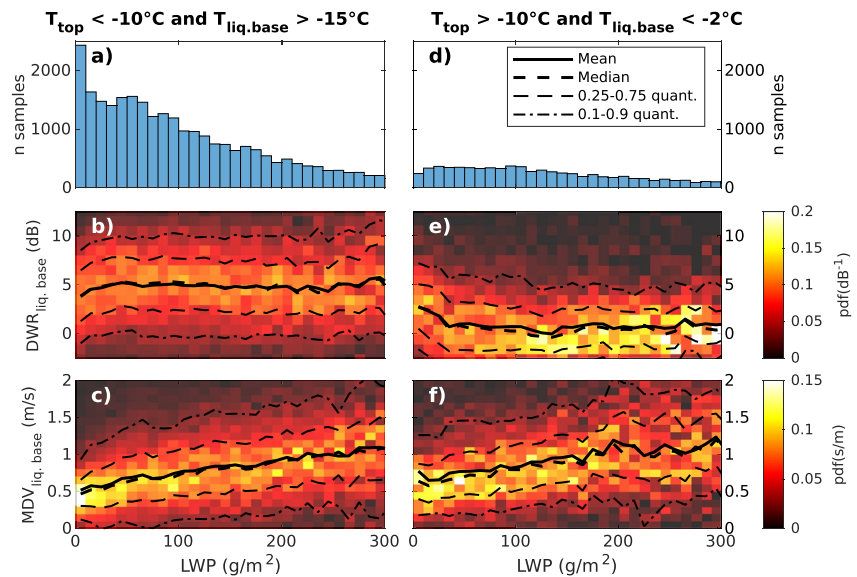 T_top < -10°C and T_liq.base > -15°C
T_top > -10°C and T_liq.base < -2°C
a)
d)
n samples
2000
1000
0
Mean
Median
0.25-0.75 quant.
0.1-0.9 quant.
2000
1000
0
n samples
b)
e)
DWR_liq. base (dB)
10
5
0
10
5
0
0.2
0.15
0.1
0.05
0
pdf(dB⁻¹)
c)
f)
MDV_liq. base (m/s)
2
1.5
1
0.5
0
2
1.5
1
0.5
0
0.15
0.1
0.05
0
pdf(s/m)
0 100 200 300
0 100 200 300
LWP (g/m²)
LWP (g/m²)